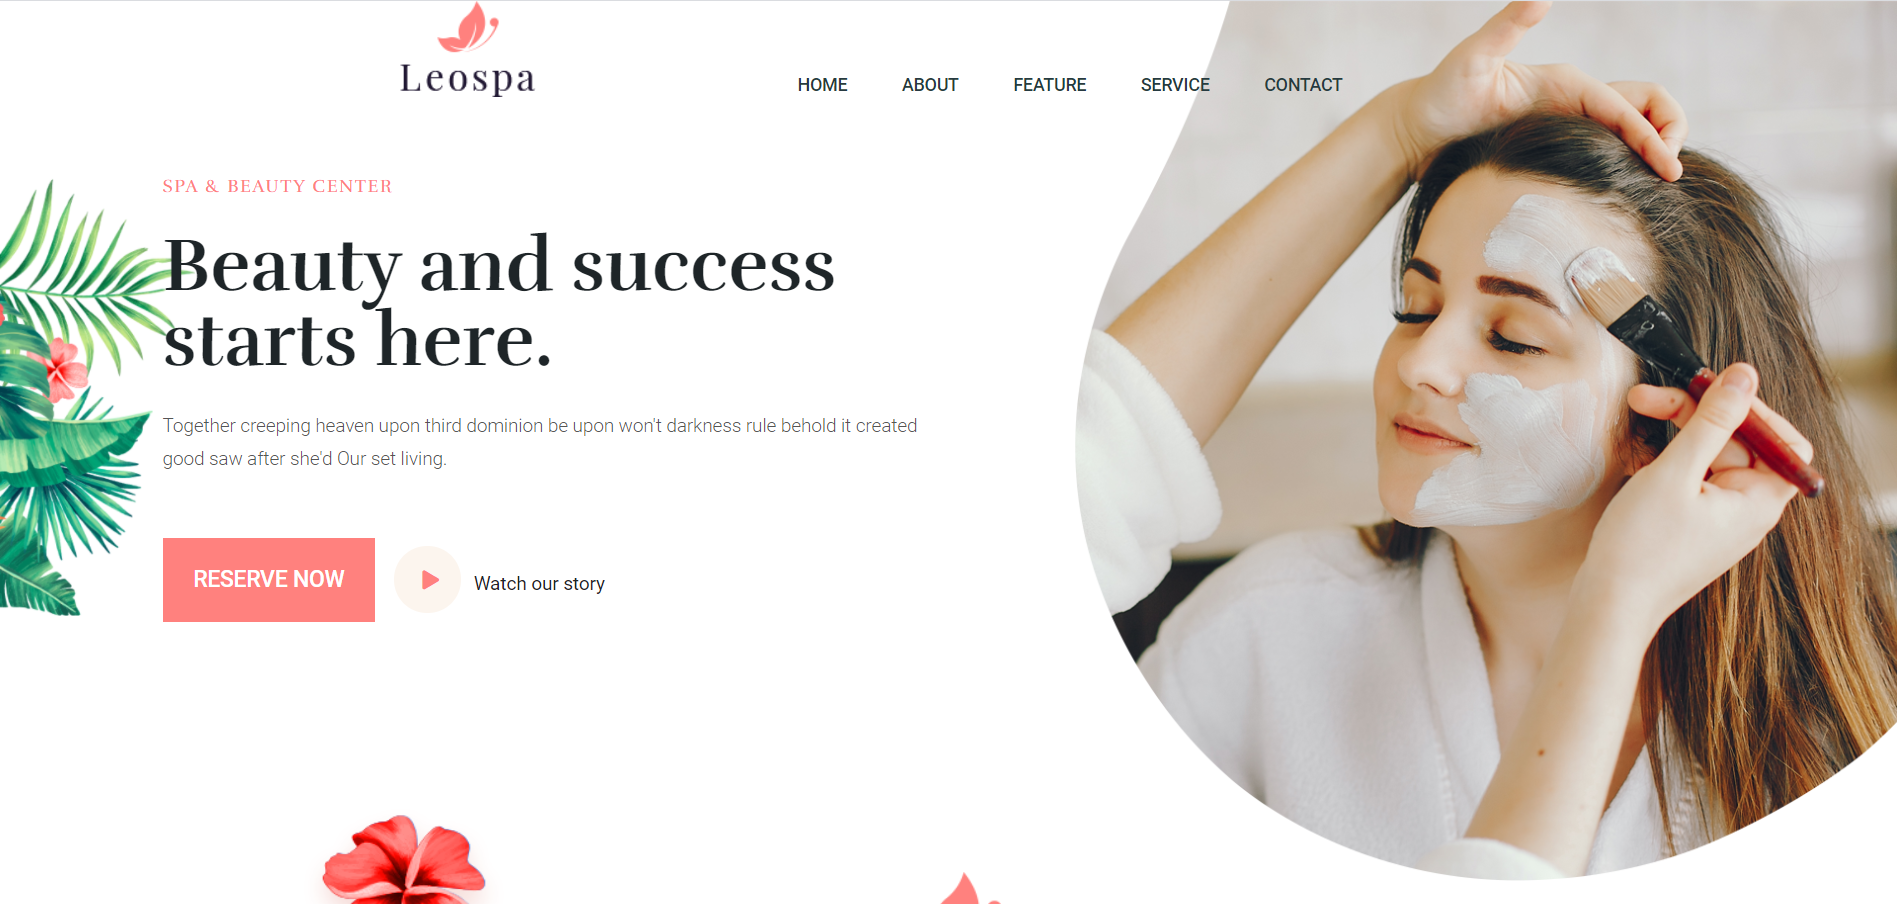 Leospa
HOME ABOUT FEATURE SERVICE CONTACT
SPA & BEAUTY CENTER
Beauty and success
starts here.
Together creeping heaven upon third dominion be upon won't darkness rule behold it created
good saw after she'd Our set living.
RESERVE NOW
Watch our story